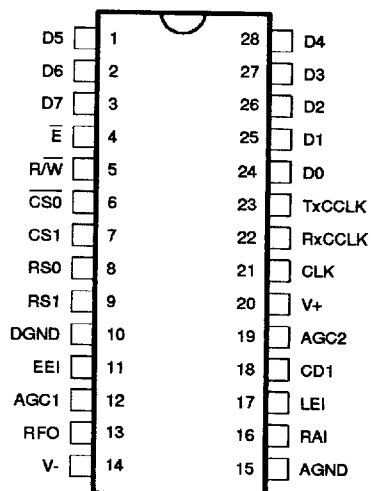 D5 1 28 D4
D6 2 27 D3
D7 3 26 D2
E̅ 4 25 D1
R/W̅ 5 24 D0
C̅S̅0̅ 6 23 TxCCLK
CS1 7 22 RxCCLK
RS0 8 21 CLK
RS1 9 20 V+
DGND 10 19 AGC2
EEI 11 18 CD1
AGC1 12 17 LEI
RFO 13 16 RAI
V- 14 15 AGND